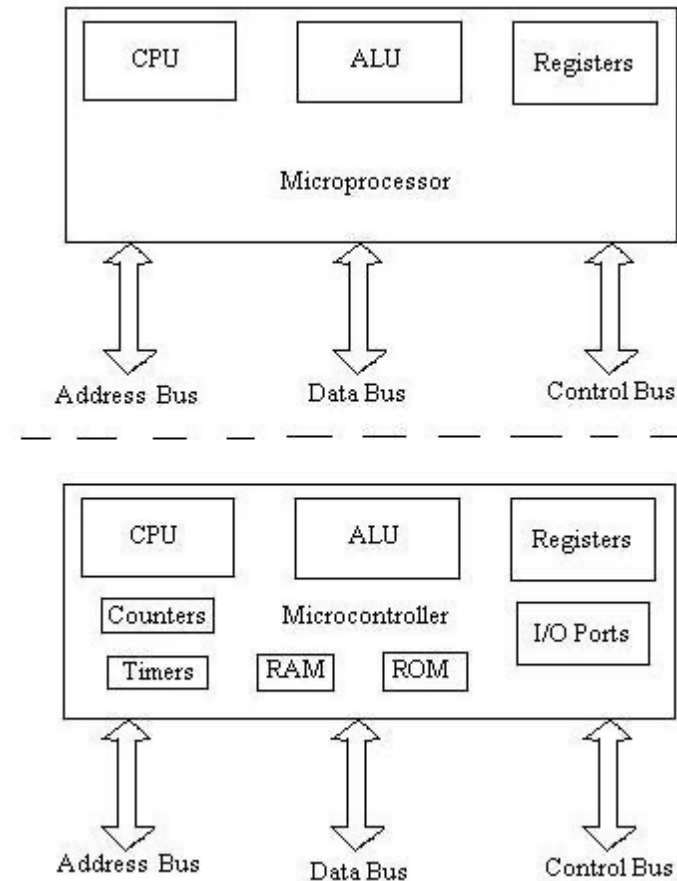 CPU ALU Registers
Microprocessor
Address Bus Data Bus Control Bus
CPU ALU Registers
Counters Microcontroller I/O Ports
Timers RAM ROM
Address Bus Data Bus Control Bus